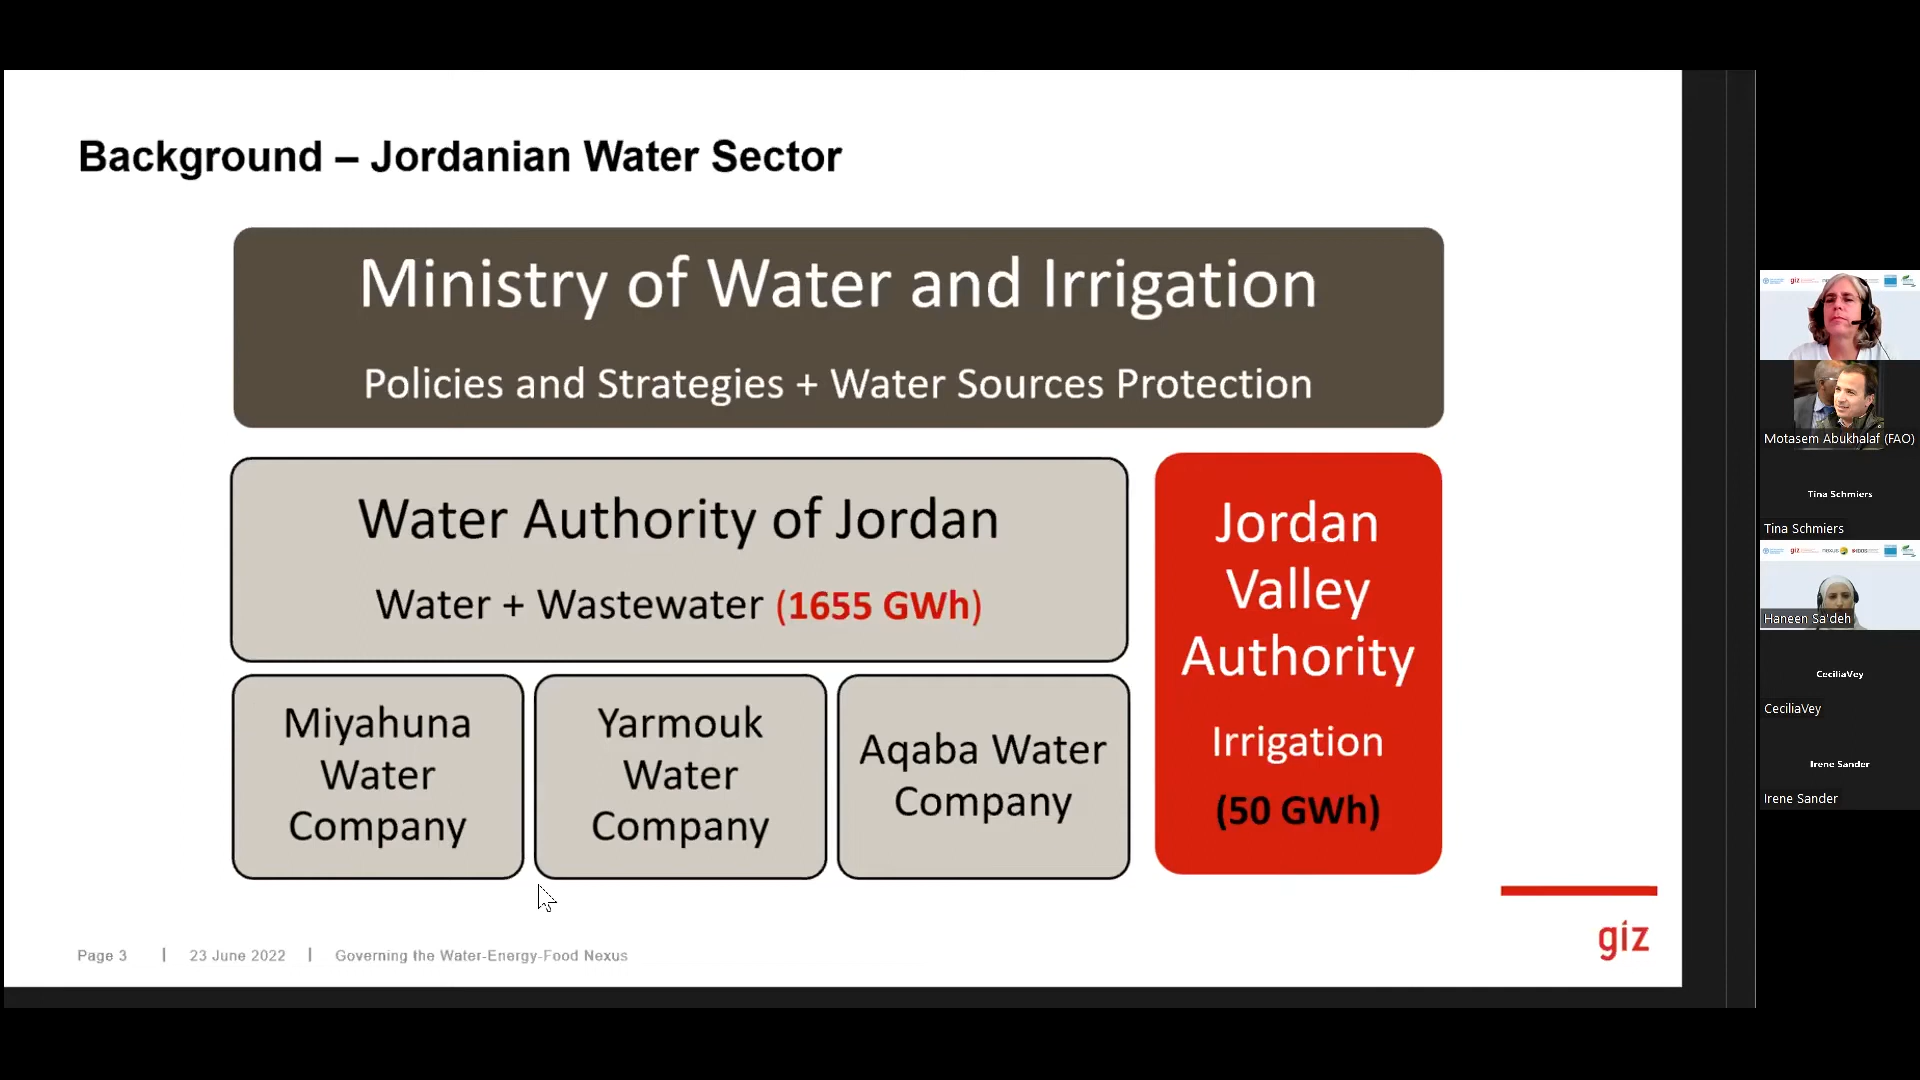 Background – Jordanian Water Sector
Ministry of Water and Irrigation
Policies and Strategies + Water Sources Protection
Water Authority of Jordan
Water + Wastewater (1655 GWh)
Miyahuna
Water
Company
Yarmouk
Water
Company
Aqaba Water
Company
Jordan
Valley
Authority
Irrigation
(50 GWh)
Page 3 | 23 June 2022 | Governing the Water-Energy-Food Nexus
giz
giz
Motasem Abukhalaf (FAO)
Tina Schmiers
Tina Schmiers
giz
Haneen Sa'deh
CeciliaVey
CeciliaVey
Irene Sander
Irene Sander